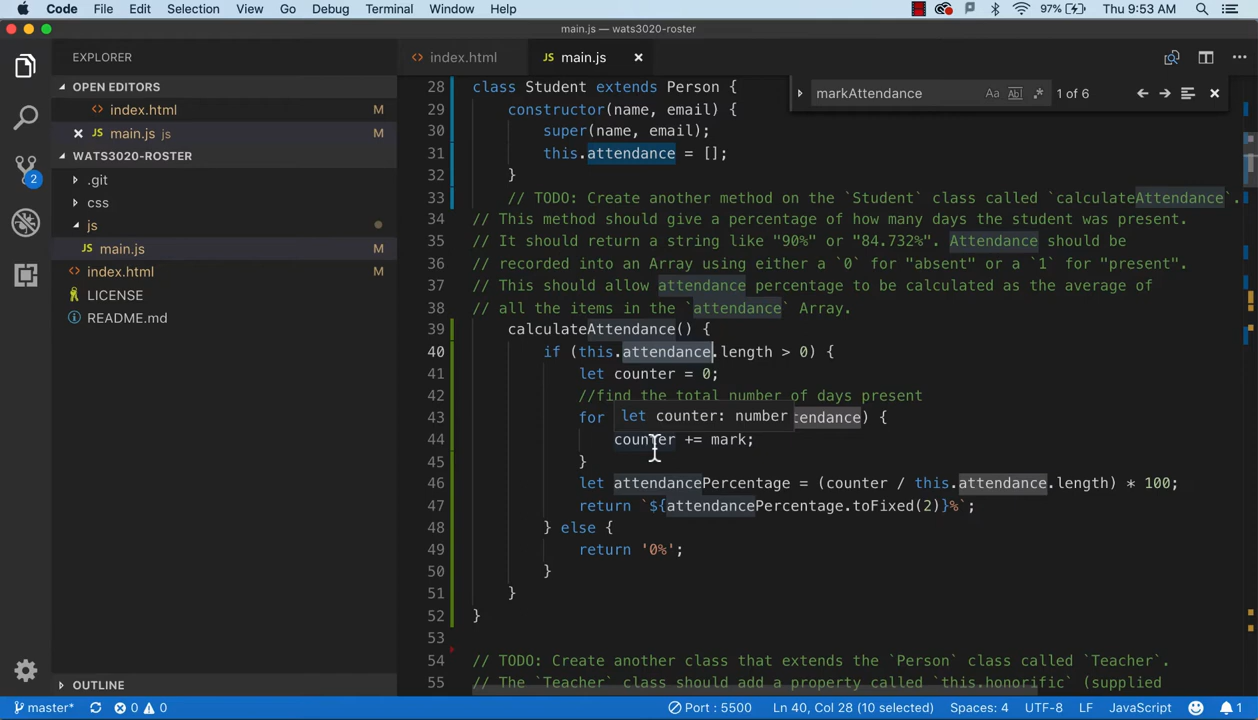 Code File Edit Selection View Go Debug Terminal Window Help 97% Thu 9:53 AM
main.js — wats3020-roster
EXPLORER
OPEN EDITORS
index.html M
main.js js M
WATS3020-ROSTER
.git
css
js
main.js M
index.html M
LICENSE
README.md
OUTLINE
2
index.html
JS main.js
markAttendance Aa Ab| .* 1 of 6
28 class Student extends Person {
29 constructor(name, email) {
30 super(name, email);
31 this.attendance = [];
32 }
33 // TODO: Create another method on the `Student` class called `calculateAttendance`.
34 // This method should give a percentage of how many days the student was present.
35 // It should return a string like "90%" or "84.732%". Attendance should be
36 // recorded into an Array using either a `0` for "absent" or a `1` for "present".
37 // This should allow attendance percentage to be calculated as the average of
38 // all the items in the `attendance` Array.
39 calculateAttendance() {
40 if (this.attendance.length > 0) {
41 let counter = 0;
42 //find the total number of days present
43 for let counter: number tendance) {
44 counter += mark;
45 }
46 let attendancePercentage = (counter / this.attendance.length) * 100;
47 return `${attendancePercentage.toFixed(2)}%`;
48 } else {
49 return '0%';
50 }
51 }
52 }
53
54 // TODO: Create another class that extends the `Person` class called `Teacher`.
55 // The `Teacher` class should add a property called `this.honorific` (supplied
master* 0 0 Port : 5500 Ln 40, Col 28 (10 selected) Spaces: 4 UTF-8 LF JavaScript 1